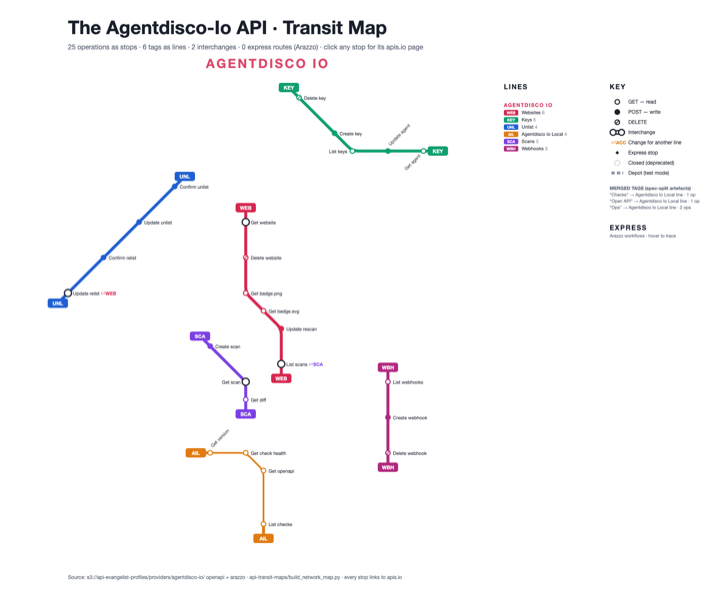 The Agentdisco-Io API · Transit Map
25 operations as stops · 6 tags as lines · 2 interchanges · 0 express routes (Arazzo) · click any stop for its apis.io page
AGENTDISCO IO
KEY
Delete key
Create key
List keys
Update agent
Get agent
KEY
UNL
Confirm unlist
Update unlist
Confirm relist
Update relist ⇄WEB
UNL
WEB
Get website
Delete website
Get badge.png
Get badge.svg
Update rescan
List scans ⇄SCA
WEB
SCA
Create scan
Get scan
Get diff
SCA
WBH
List webhooks
Create webhook
Delete webhook
WBH
AIL
Get version
Get check health
Get openapi
List checks
AIL
LINES
AGENTDISCO IO
WEB Websites 6
KEY Keys 5
UNL Unlist 4
AIL Agentdisco to Local 4
SCA Scans 3
WBH Webhooks 3
KEY
GET — read
POST — write
DELETE
Interchange
⇄ACC Change for another line
Express stop
Closed (deprecated)
Depot (test mode)
MERGED TAGS (spec-split artefacts)
"Checks" → Agentdisco to Local line · 1 op
"Open API" → Agentdisco to Local line · 1 op
"Ops" → Agentdisco to Local line · 2 ops
EXPRESS
Arazzo workflows · hover to trace
Source: s3://api-evangelist-profiles/providers/agentdisco-io/ openapi + arazzo · api-transit-maps/build_network_map.py · every stop links to apis.io